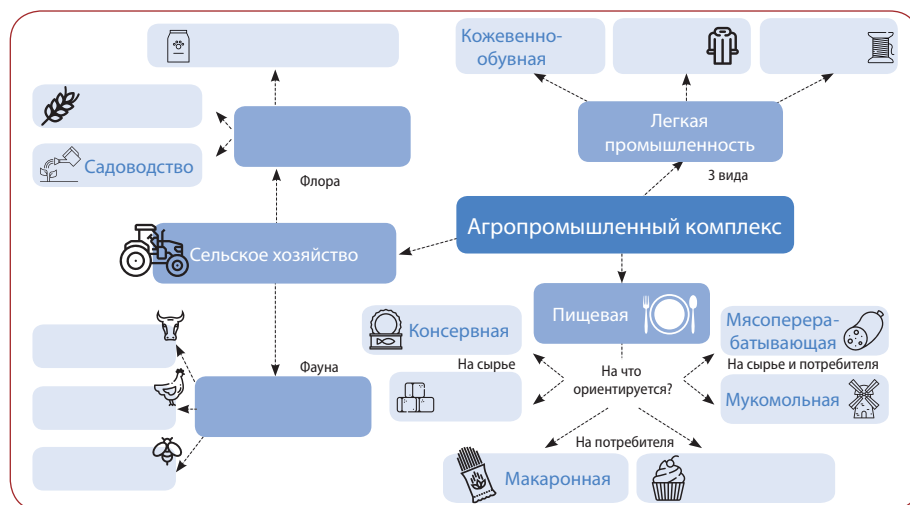 Кожевенно-
обувная
Легкая
промышленность
3 вида
Садоводство
Флора
Агропромышленный комплекс
Сельское хозяйство
Пищевая
Консервная
Мясоперера-
батывающая
На сырье
На что
ориентируется?
На сырье и потребителя
Фауна
Мукомольная
На потребителя
Макаронная